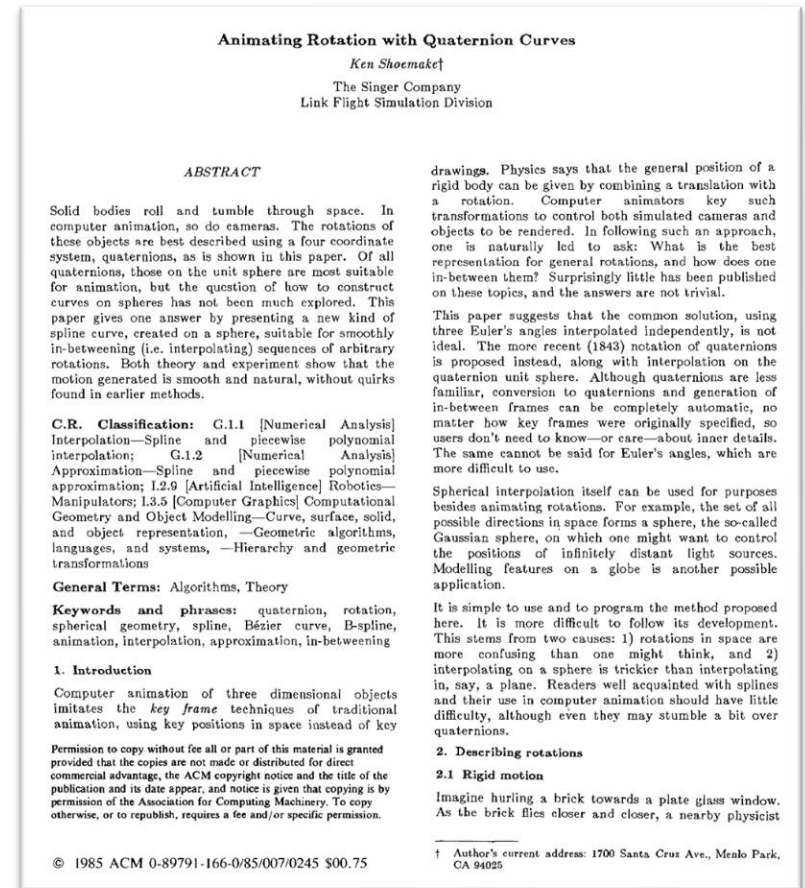 Animating Rotation with Quaternion Curves
Ken Shoemake†
The Singer Company
Link Flight Simulation Division
ABSTRACT
Solid bodies roll and tumble through space. In
computer animation, so do cameras. The rotations of
these objects are best described using a four coordinate
system, quaternions, as is shown in this paper. Of all
quaternions, those on the unit sphere are most suitable
for animation, but the question of how to construct
curves on spheres has not been much explored. This
paper gives one answer by presenting a new kind of
spline curve, created on a sphere, suitable for smoothly
in-betweening (i.e. interpolating) sequences of arbitrary
rotations. Both theory and experiment show that the
motion generated is smooth and natural, without quirks
found in earlier methods.
C.R. Classification: G.1.1 [Numerical Analysis]
Interpolation—Spline and piecewise polynomial
interpolation; G.1.2 [Numerical Analysis]
Approximation—Spline and piecewise polynomial
approximation; I.2.9 [Artificial Intelligence] Robotics—
Manipulators; I.3.5 [Computer Graphics] Computational
Geometry and Object Modelling—Curve, surface, solid,
and object representation, —Geometric algorithms,
languages, and systems, —Hierarchy and geometric
transformations
General Terms: Algorithms, Theory
Keywords and phrases: quaternion, rotation,
spherical geometry, spline, Bézier curve, B-spline,
animation, interpolation, approximation, in-betweening
1. Introduction
Computer animation of three dimensional objects
imitates the key frame techniques of traditional
animation, using key positions in space instead of key
Permission to copy without fee all or part of this material is granted
provided that the copies are not made or distributed for direct
commercial advantage, the ACM copyright notice and the title of the
publication and its date appear, and notice is given that copying is by
permission of the Association for Computing Machinery. To copy
otherwise, or to republish, requires a fee and/or specific permission.
© 1985 ACM 0-89791-166-0/85/007/0245 $00.75
drawings. Physics says that the general position of a
rigid body can be given by combining a translation with
a rotation. Computer animators key such
transformations to control both simulated cameras and
objects to be rendered. In following such an approach,
one is naturally led to ask: What is the best
representation for general rotations, and how does one
in-between them? Surprisingly little has been published
on these topics, and the answers are not trivial.
This paper suggests that the common solution, using
three Euler's angles interpolated independently, is not
ideal. The more recent (1843) notation of quaternions
is proposed instead, along with interpolation on the
quaternion unit sphere. Although quaternions are less
familiar, conversion to quaternions and generation of
in-between frames can be completely automatic, no
matter how key frames were originally specified, so
users don't need to know—or care—about inner details.
The same cannot be said for Euler's angles, which are
more difficult to use.
Spherical interpolation itself can be used for purposes
besides animating rotations. For example, the set of all
possible directions in space forms a sphere, the so-called
Gaussian sphere, on which one might want to control
the positions of infinitely distant light sources.
Modelling features on a globe is another possible
application.
It is simple to use and to program the method proposed
here. It is more difficult to follow its development.
This stems from two causes: 1) rotations in space are
more confusing than one might think, and 2)
interpolating on a sphere is trickier than interpolating
in, say, a plane. Readers well acquainted with splines
and their use in computer animation should have little
difficulty, although even they may stumble a bit over
quaternions.
2. Describing rotations
2.1 Rigid motion
Imagine hurling a brick towards a plate glass window.
As the brick flies closer and closer, a nearby physicist
† Author's current address: 1700 Santa Cruz Ave., Menlo Park,
CA 94025